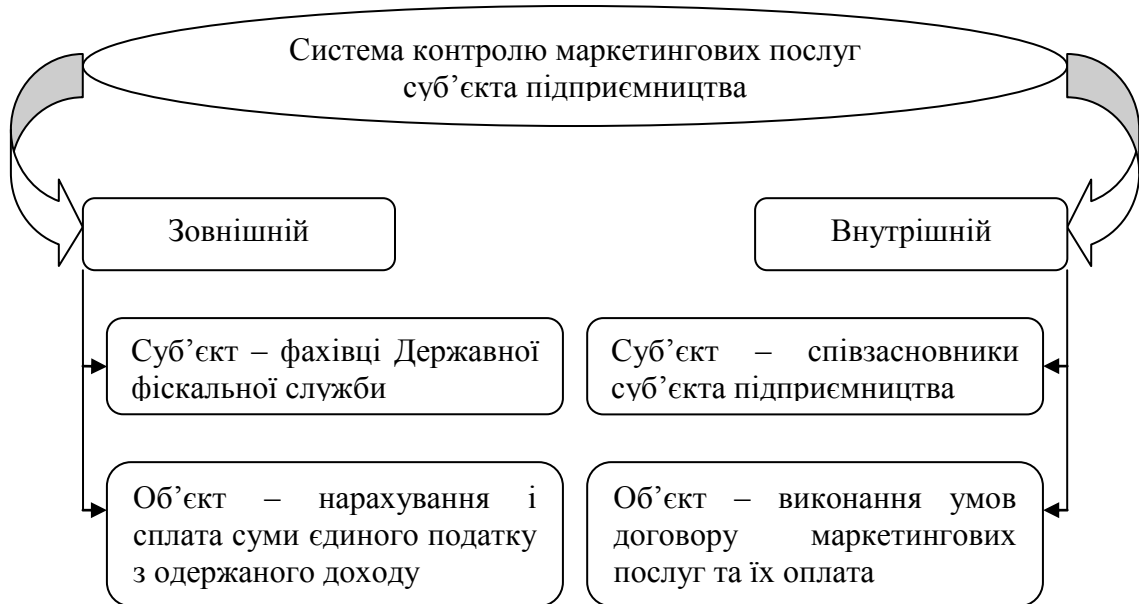 Система контролю маркетингових послуг
суб’єкта підприємництва
Зовнішній
Внутрішній
Суб’єкт – фахівці Державної
фіскальної служби
Суб’єкт – співзасновники
суб’єкта підприємництва
Об’єкт – нарахування і
сплата суми єдиного податку
з одержаного доходу
Об’єкт – виконання умов
договору маркетингових
послуг та їх оплата